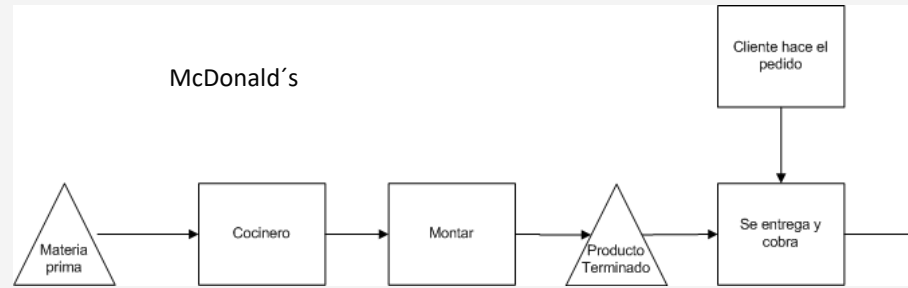 McDonald´s
Cliente hace el
pedido
Materia
prima
Cocinero
Montar
Producto
Terminado
Se entrega y
cobra